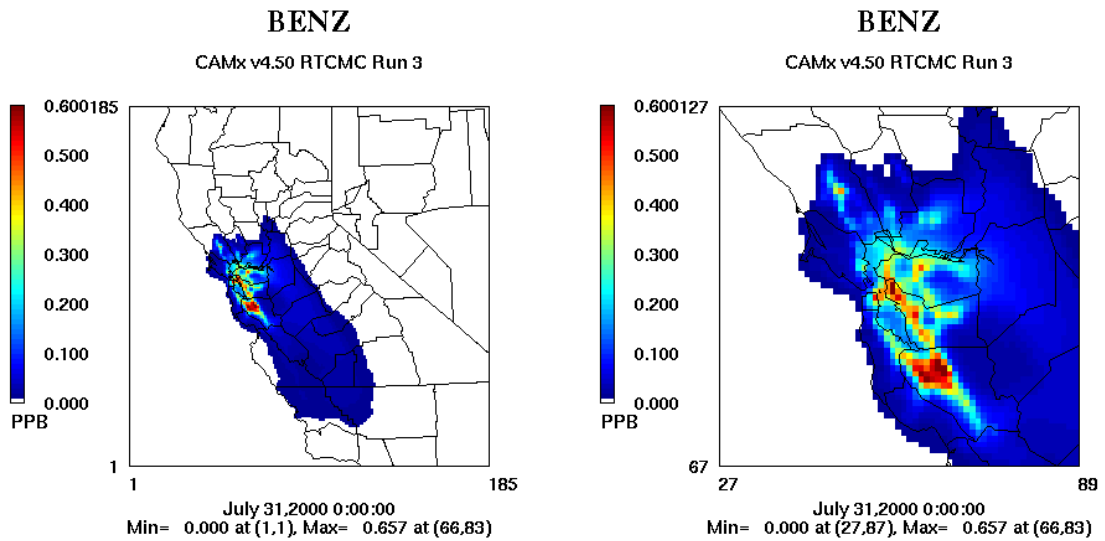 BENZ
CAMx v4.50 RTCMC Run 3
0.600
0.500
0.400
0.300
0.200
0.100
0.000
PPB
185
1
1
185
July 31,2000 0:00:00
Min= 0.000 at (1,1), Max= 0.657 at (66,83)
BENZ
CAMx v4.50 RTCMC Run 3
0.600
0.500
0.400
0.300
0.200
0.100
0.000
PPB
127
67
27
89
July 31,2000 0:00:00
Min= 0.000 at (27,87), Max= 0.657 at (66,83)